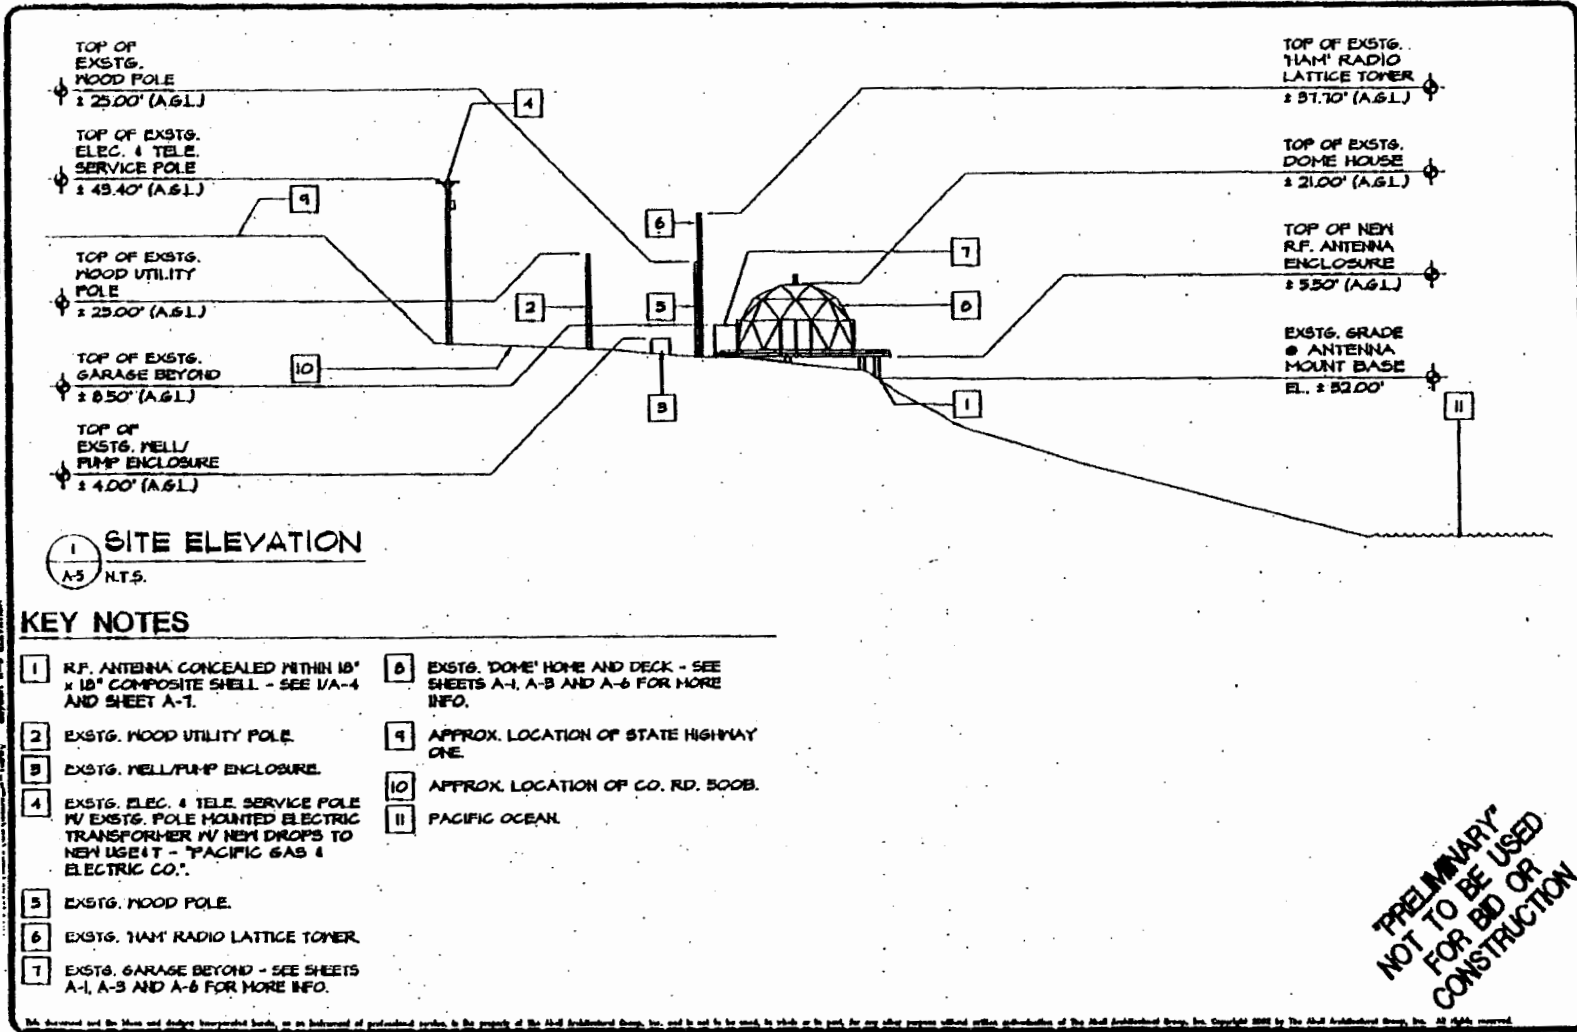 TOP OF
EXSTG.
WOOD POLE
± 25.00' (A.G.L.)
TOP OF EXSTG.
ELEC. & TELE.
SERVICE POLE
± 43.40' (A.G.L.)
TOP OF EXSTG.
WOOD UTILITY
POLE
± 25.00' (A.G.L.)
TOP OF EXSTG.
GARAGE BEYOND
± 8.50' (A.G.L.)
TOP OF
EXSTG. WELL/
PUMP ENCLOSURE
± 4.00' (A.G.L.)
4
9
2
10
3
5
6
7
8
1
11
TOP OF EXSTG.
'HAM' RADIO
LATTICE TOWER
± 37.70' (A.G.L.)
TOP OF EXSTG.
DOME HOUSE
± 21.00' (A.G.L.)
TOP OF NEW
R.F. ANTENNA
ENCLOSURE
± 5.50' (A.G.L.)
EXSTG. GRADE
@ ANTENNA
MOUNT BASE
EL. ± 52.00'
1
A-5
SITE ELEVATION
N.T.S.
KEY NOTES
1 R.F. ANTENNA CONCEALED WITHIN 18"
x 18" COMPOSITE SHELL - SEE 1/A-4
AND SHEET A-7.
2 EXSTG. WOOD UTILITY POLE.
3 EXSTG. WELL/PUMP ENCLOSURE.
4 EXSTG. ELEC. & TELE. SERVICE POLE
W/ EXSTG. POLE MOUNTED ELECTRIC
TRANSFORMER W/ NEW DROPS TO
NEW UGE&T - "PACIFIC GAS &
ELECTRIC CO.".
5 EXSTG. WOOD POLE.
6 EXSTG. 'HAM' RADIO LATTICE TOWER.
7 EXSTG. GARAGE BEYOND - SEE SHEETS
A-1, A-3 AND A-6 FOR MORE INFO.
8 EXSTG. 'DOME' HOME AND DECK - SEE
SHEETS A-1, A-3 AND A-6 FOR MORE
INFO.
9 APPROX. LOCATION OF STATE HIGHWAY
ONE.
10 APPROX. LOCATION OF CO. RD. 500B.
11 PACIFIC OCEAN.
"PRELIMINARY"
NOT TO BE USED
FOR BID OR
CONSTRUCTION